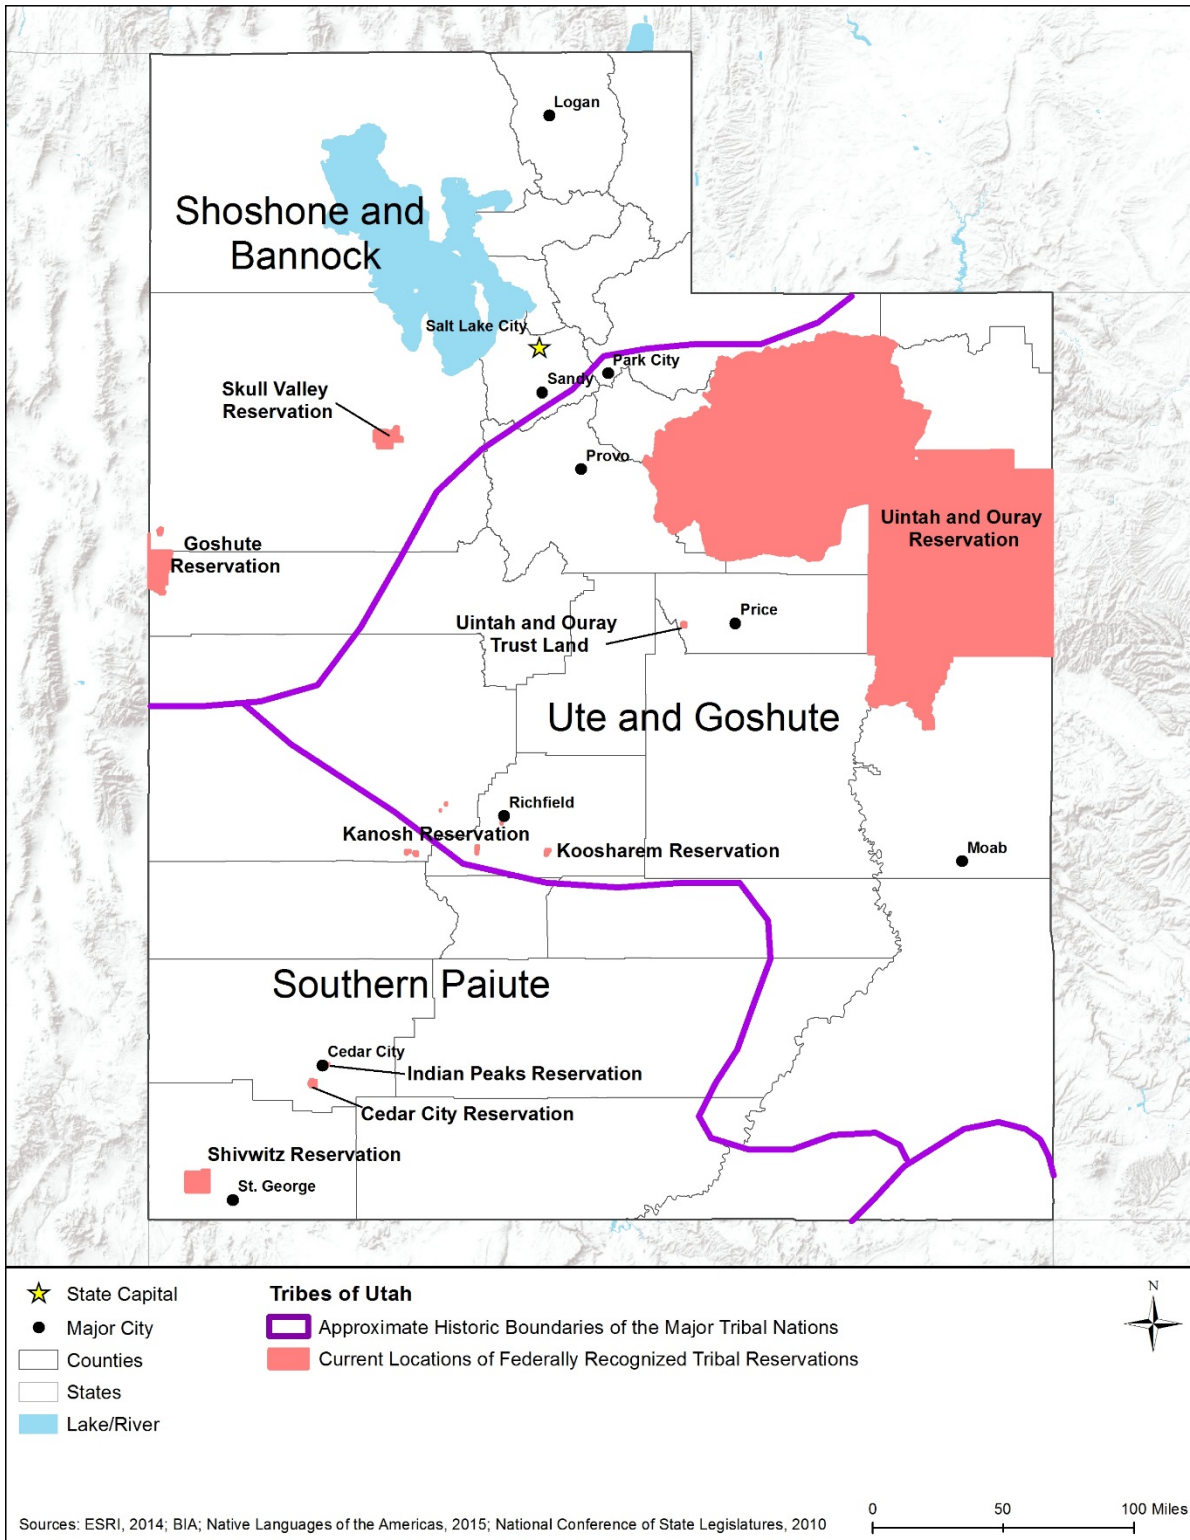 Logan
Shoshone and
Bannock
Salt Lake City
Park City
Sandy
Skull Valley
Reservation
Provo
Uintah and Ouray
Reservation
Goshute
Reservation
Uintah and Ouray
Trust Land
Price
Ute and Goshute
Richfield
Kanosh Reservation
Koosharem Reservation
Moab
Southern Paiute
Cedar City
Indian Peaks Reservation
Cedar City Reservation
Shivwitz Reservation
St. George
State Capital
Major City
Counties
States
Lake/River
Tribes of Utah
Approximate Historic Boundaries of the Major Tribal Nations
Current Locations of Federally Recognized Tribal Reservations
N
0 50 100 Miles
Sources: ESRI, 2014; BIA; Native Languages of the Americas, 2015; National Conference of State Legislatures, 2010